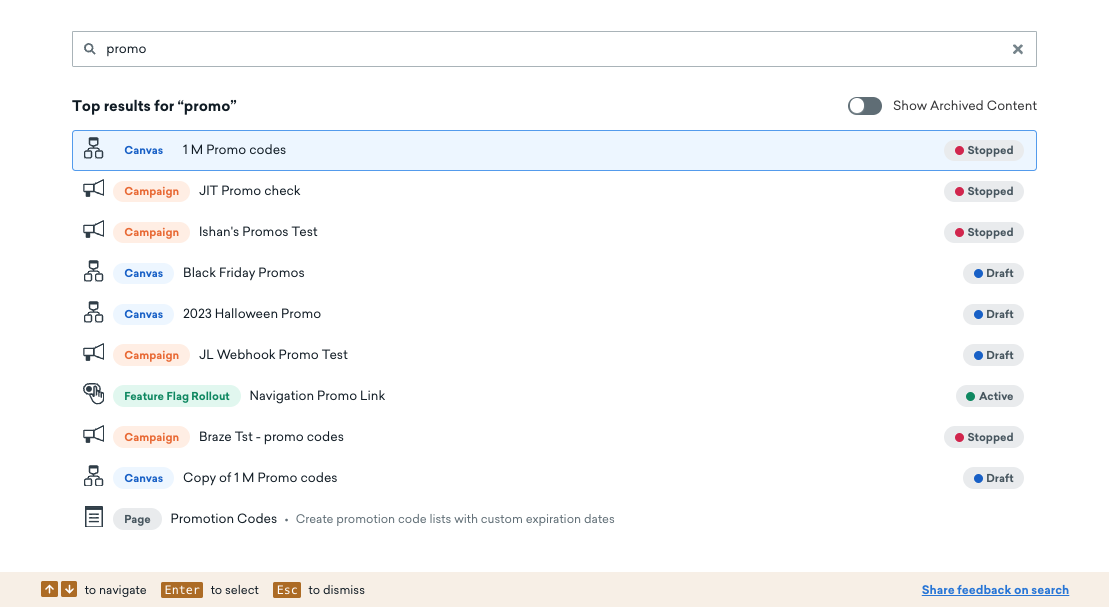 promo
Top results for “promo” Show Archived Content
Canvas 1 M Promo codes Stopped
Campaign JIT Promo check Stopped
Campaign Ishan's Promos Test Stopped
Canvas Black Friday Promos Draft
Canvas 2023 Halloween Promo Draft
Campaign JL Webhook Promo Test Draft
Feature Flag Rollout Navigation Promo Link Active
Campaign Braze Tst - promo codes Stopped
Canvas Copy of 1 M Promo codes Draft
Page Promotion Codes • Create promotion code lists with custom expiration dates
to navigate Enter to select Esc to dismiss Share feedback on search